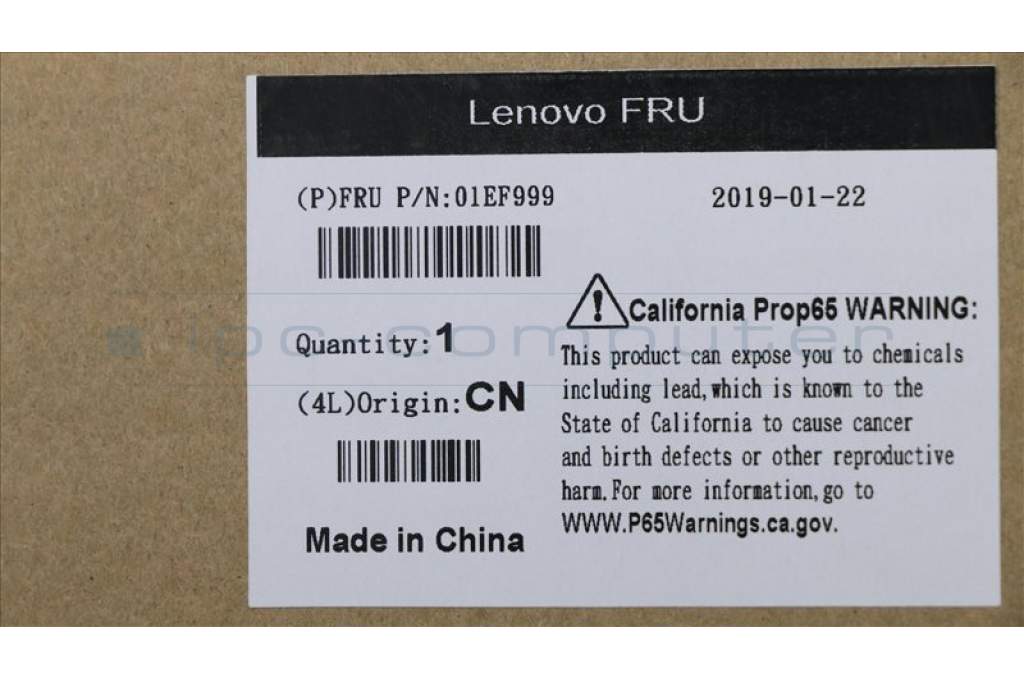 Lenovo FRU
(P)FRU P/N:01EF999
2019-01-22
Quantity:1
(4L)Origin:CN
Made in China
California Prop65 WARNING:
This product can expose you to chemicals
including lead,which is known to the
State of California to cause cancer
and birth defects or other reproductive
harm.For more information,go to
WWW.P65Warnings.ca.gov.
ipc computer